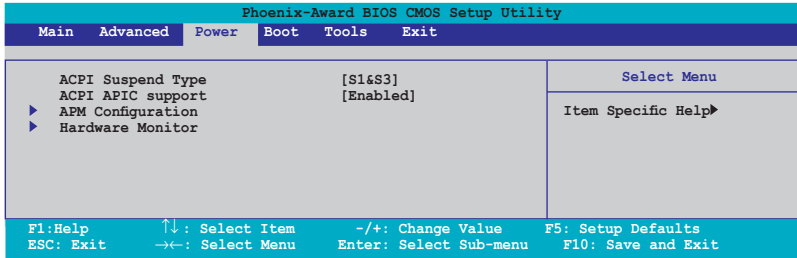 Phoenix-Award BIOS CMOS Setup Utility
Main Advanced Power Boot Tools Exit
ACPI Suspend Type [S1&S3]
ACPI APIC support [Enabled]
APM Configuration
Hardware Monitor
Select Menu
Item Specific Help
F1:Help ↑↓: Select Item -/+: Change Value F5: Setup Defaults
ESC: Exit →←: Select Menu Enter: Select Sub-menu F10: Save and Exit